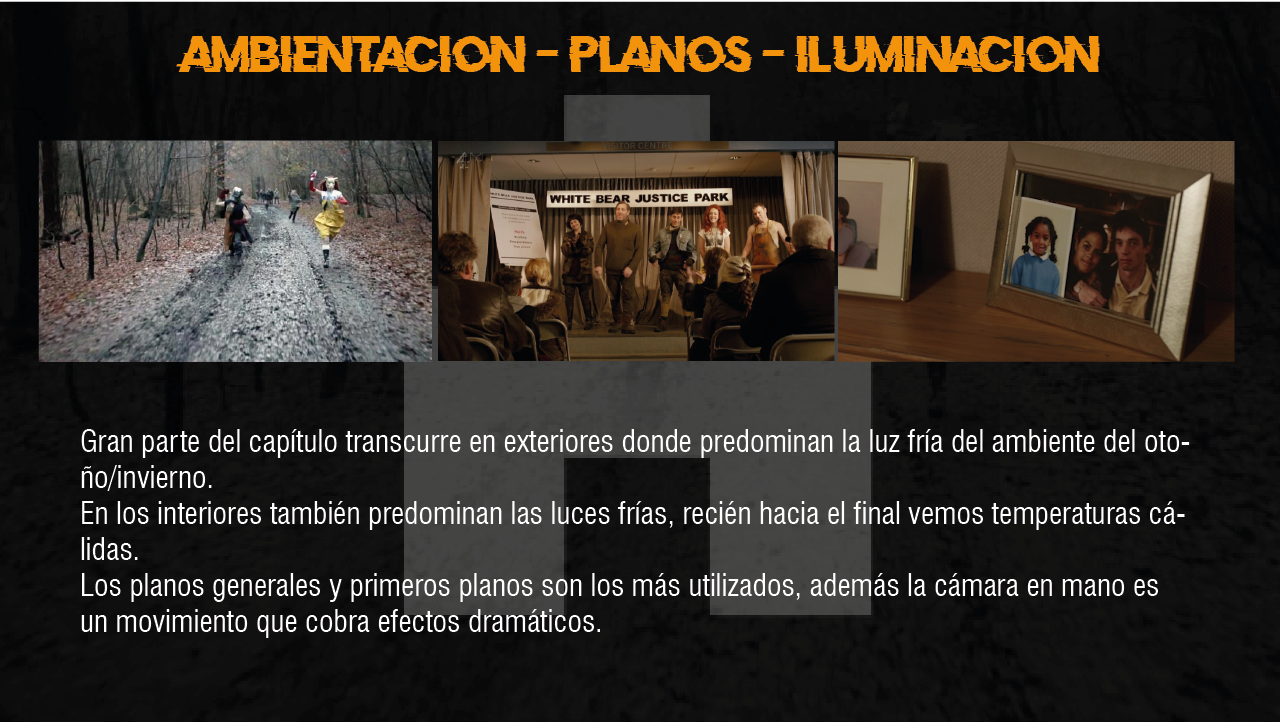 AMBIENTACION - PLANOS - ILUMINACION
WHITE BEAR JUSTICE PARK
Gran parte del capítulo transcurre en exteriores donde predominan la luz fría del ambiente del oto-
ño/invierno.
En los interiores también predominan las luces frías, recién hacia el final vemos temperaturas cá-
lidas.
Los planos generales y primeros planos son los más utilizados, además la cámara en mano es
un movimiento que cobra efectos dramáticos.